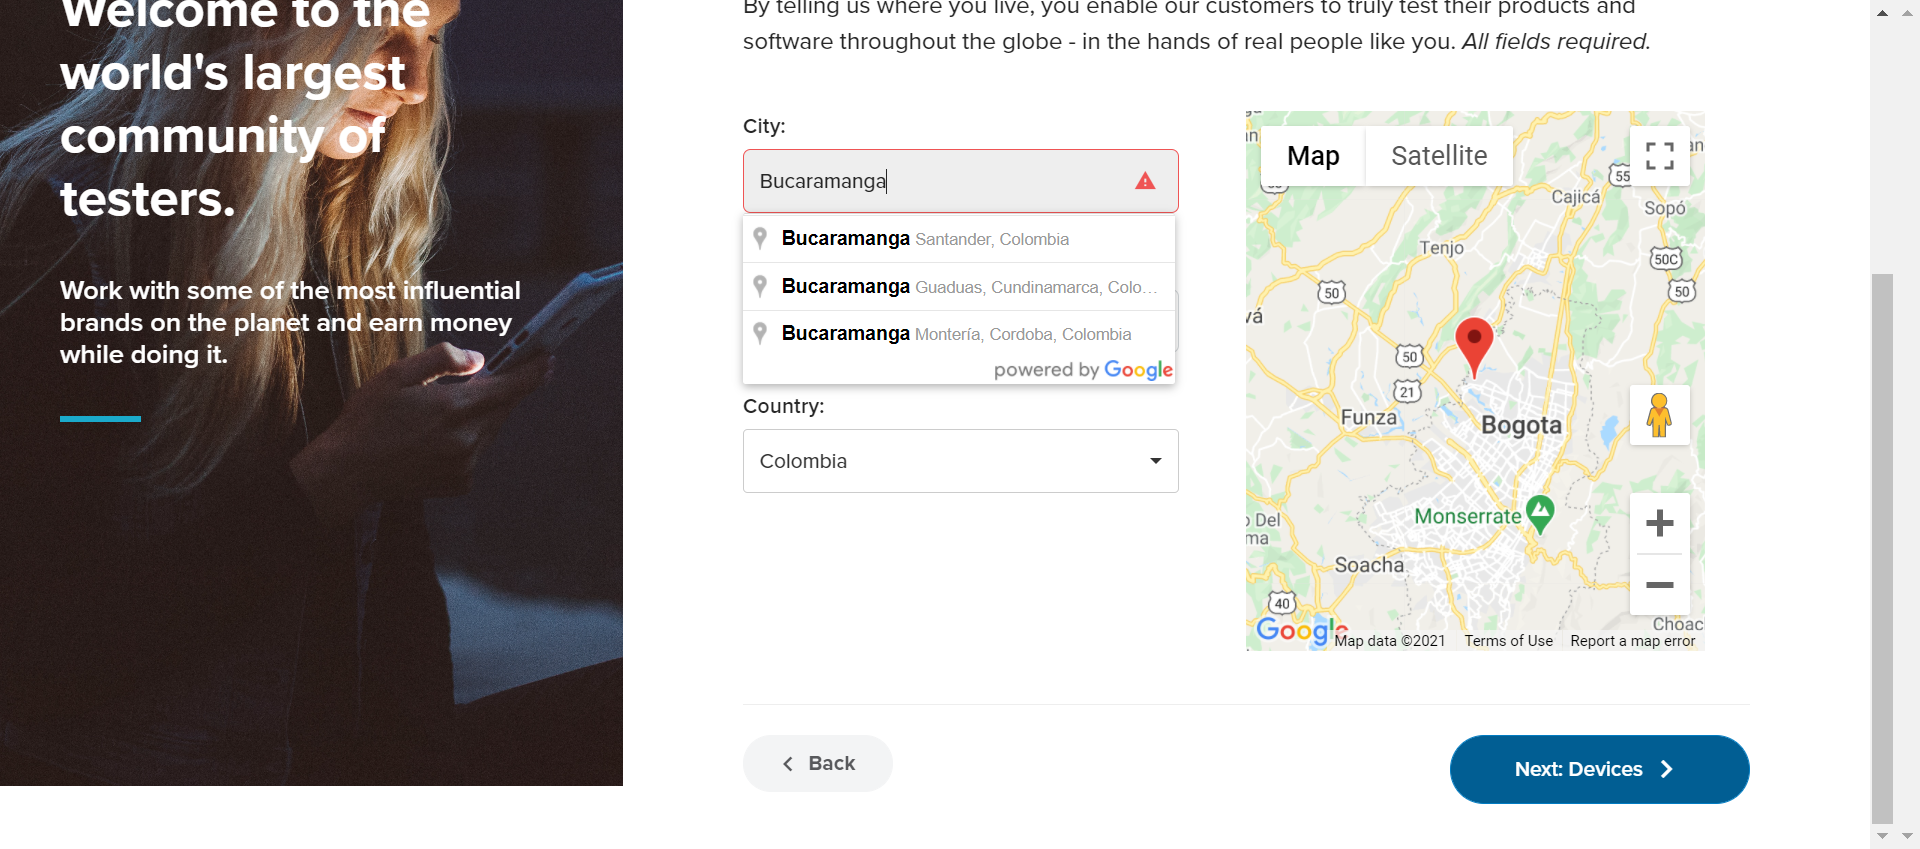 Welcome to the
world's largest
community of
testers.
Work with some of the most influential
brands on the planet and earn money
while doing it.
By telling us where you live, you enable our customers to truly test their products and
software throughout the globe - in the hands of real people like you. All fields required.
City:
Bucaramanga
Bucaramanga Santander, Colombia
Bucaramanga Guaduas, Cundinamarca, Colo...
Bucaramanga Montería, Cordoba, Colombia
powered by Google
Country:
Colombia
Map Satellite
55
Cajicá
Sopó
Tenjo
50C
50
50
vá
50
21
Funza
Bogota
Monserrate
o Del
ma
Soacha
40
Choac
Google
Map data ©2021 Terms of Use Report a map error
Back
Next: Devices